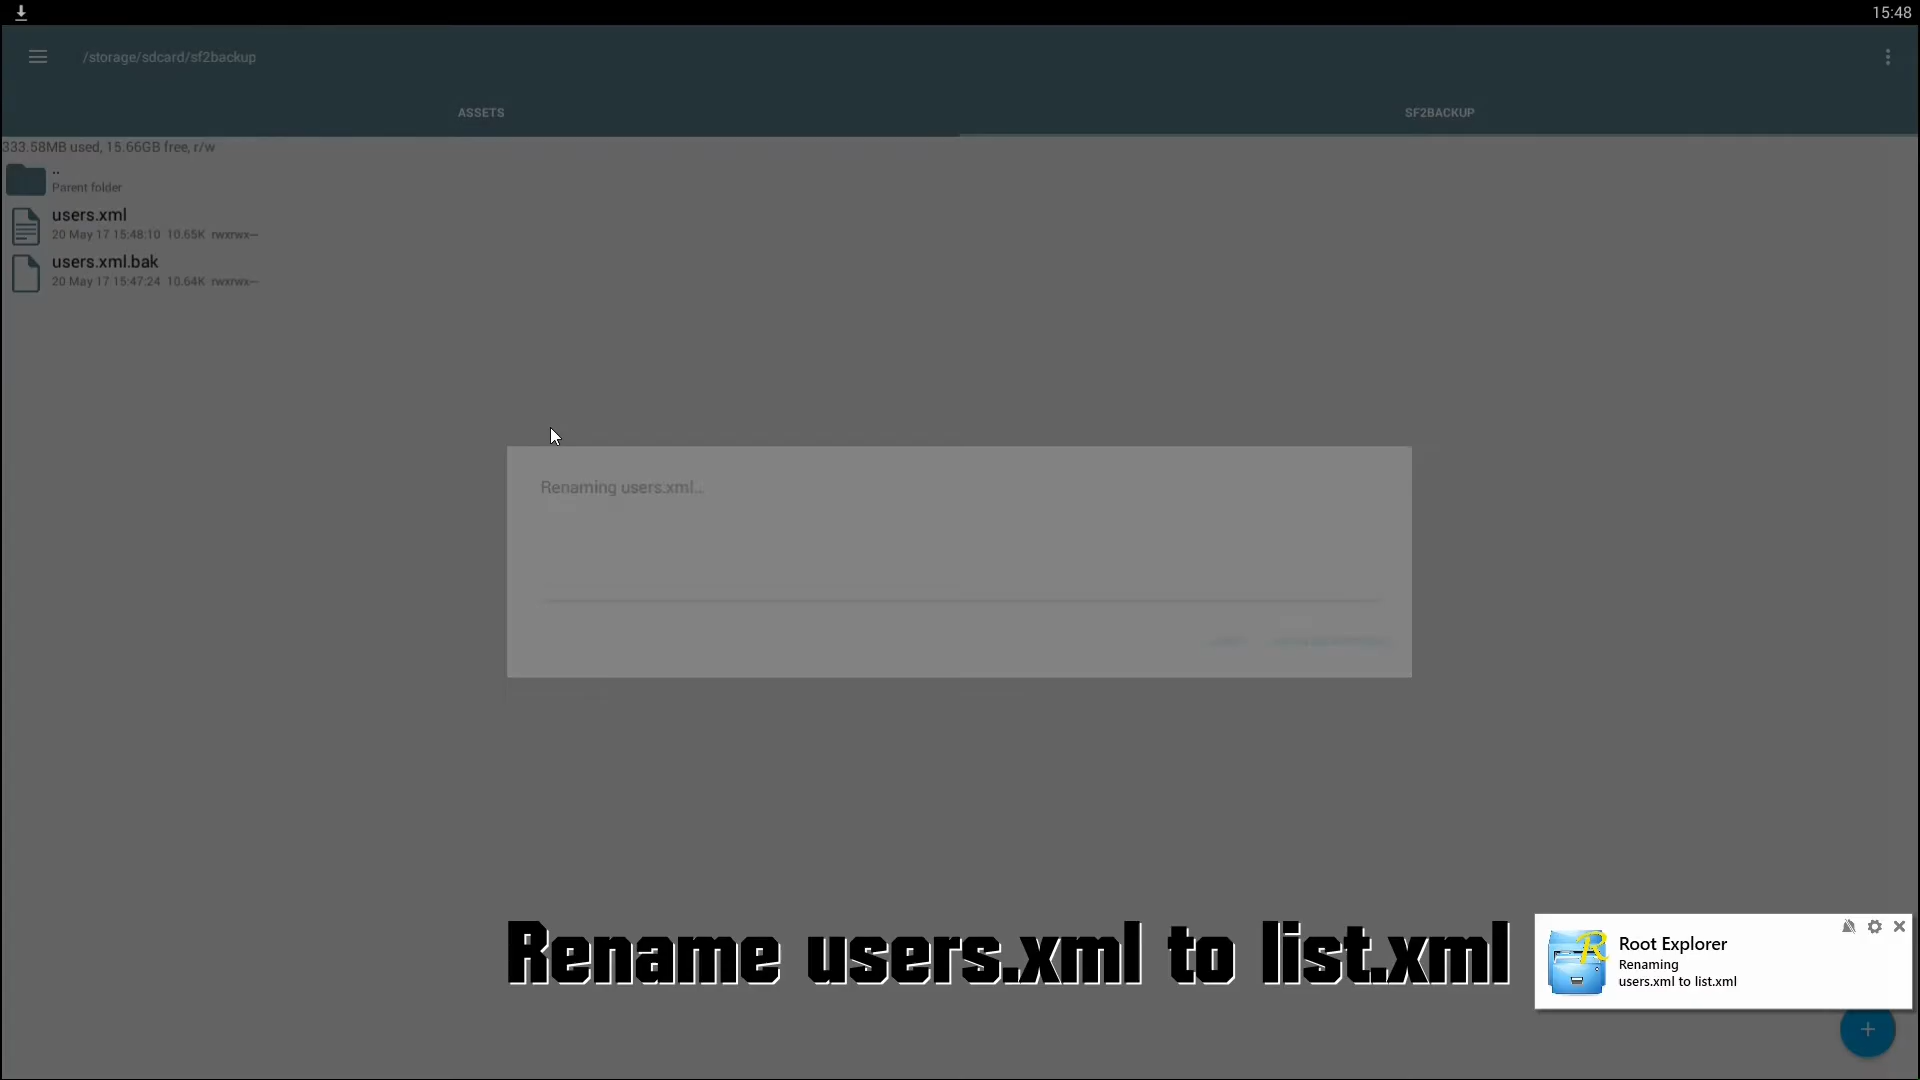 15:48
/storage/sdcard/sf2backup
ASSETS
SF2BACKUP
333.58MB used, 15.66GB free, r/w
..
Parent folder
users.xml
20 May 17 15:48:10 10.65K rwxrwx---
users.xml.bak
20 May 17 15:47:24 10.64K rwxrwx---
Renaming users.xml..
Rename users.xml to list.xml
Root Explorer
Renaming
users.xml to list.xml